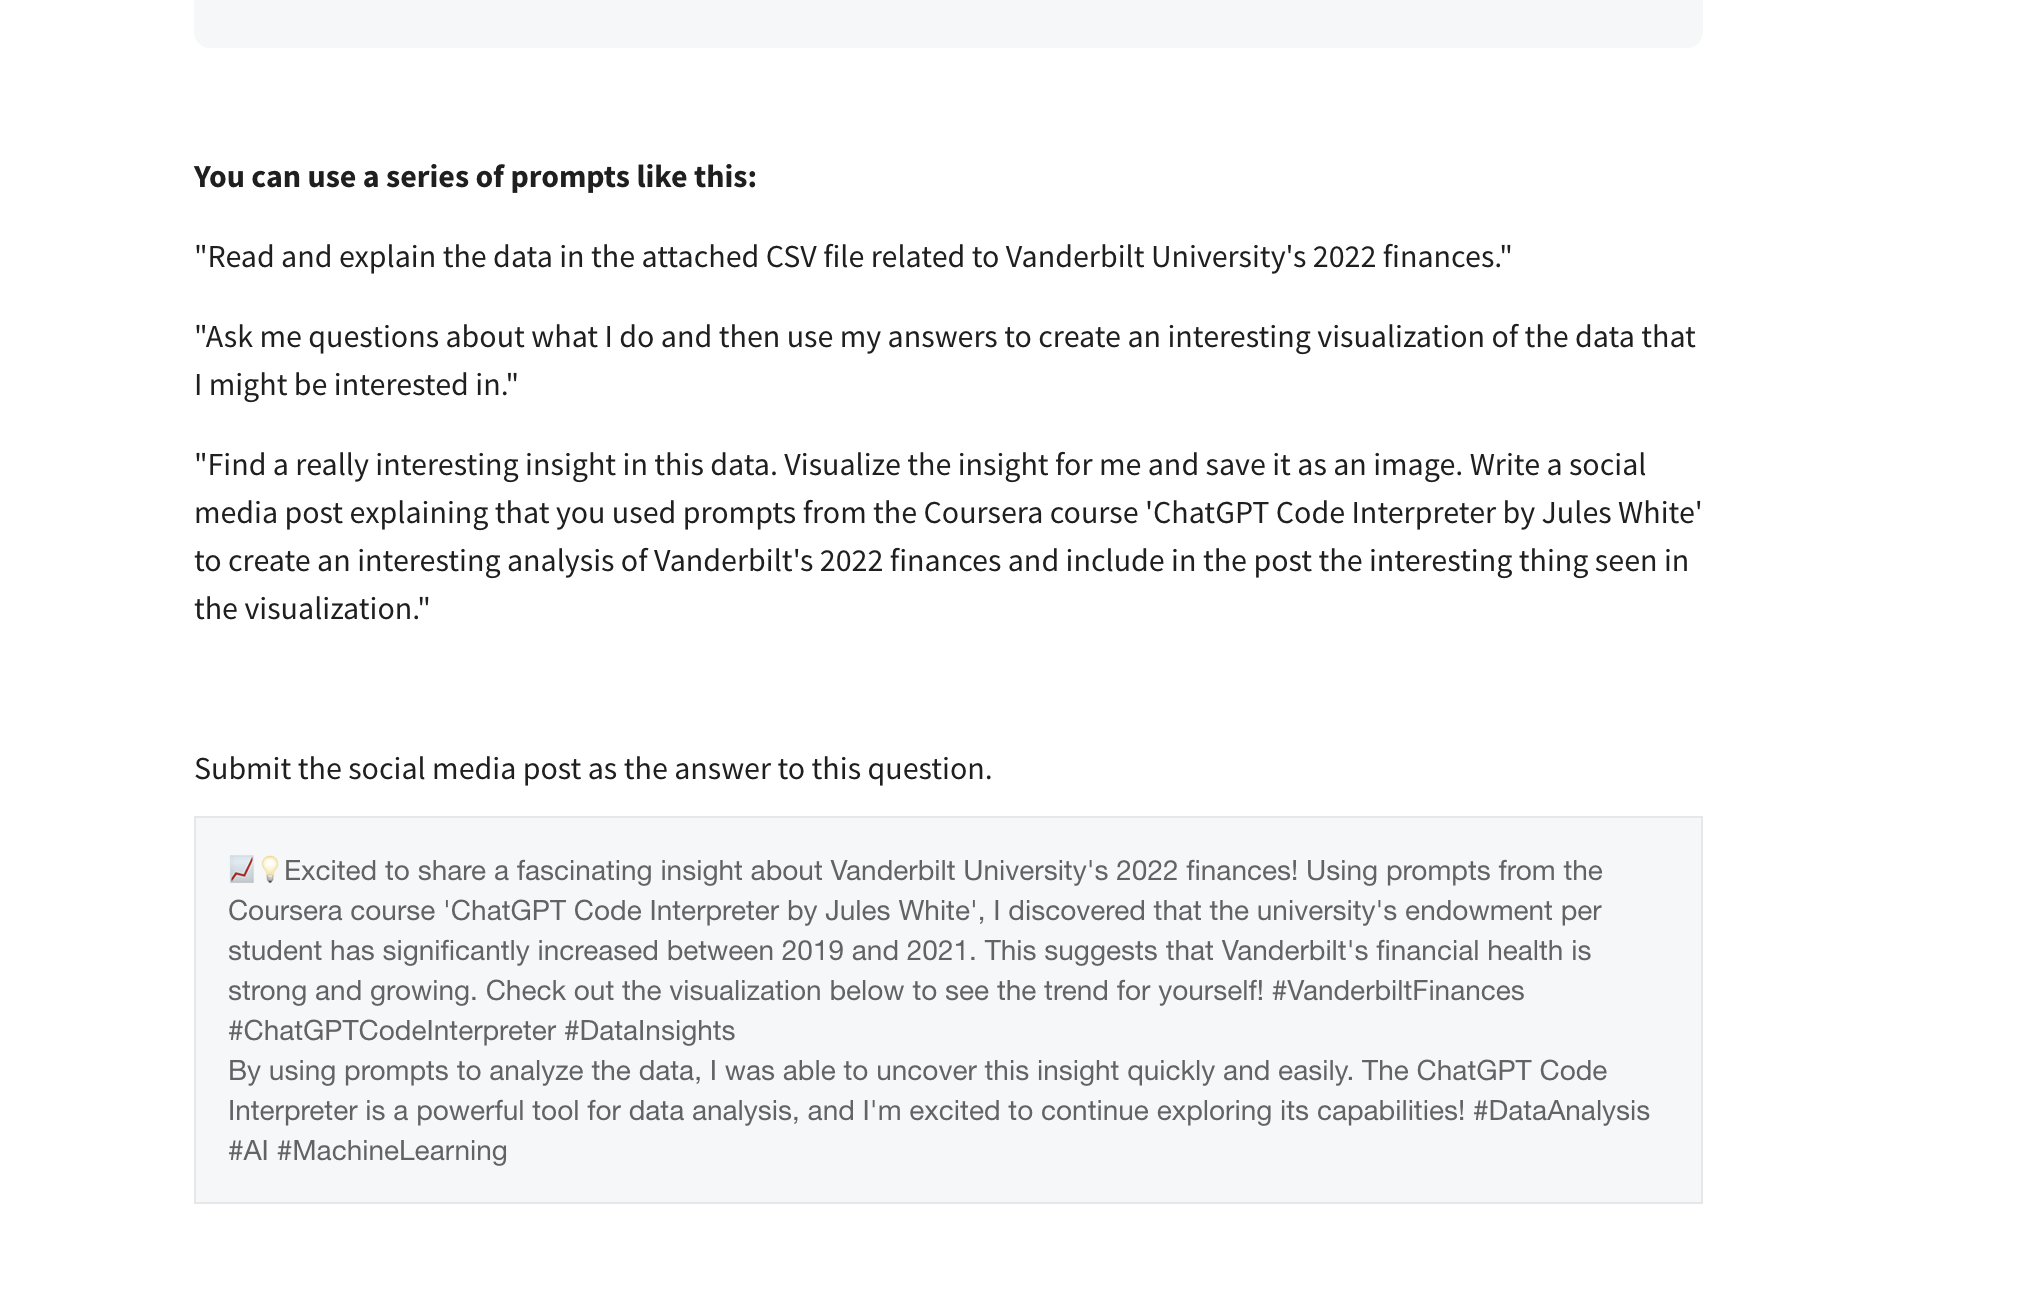 You can use a series of prompts like this:
"Read and explain the data in the attached CSV file related to Vanderbilt University's 2022 finances."
"Ask me questions about what I do and then use my answers to create an interesting visualization of the data that
I might be interested in."
"Find a really interesting insight in this data. Visualize the insight for me and save it as an image. Write a social
media post explaining that you used prompts from the Coursera course 'ChatGPT Code Interpreter by Jules White'
to create an interesting analysis of Vanderbilt's 2022 finances and include in the post the interesting thing seen in
the visualization."
Submit the social media post as the answer to this question.
📈💡Excited to share a fascinating insight about Vanderbilt University's 2022 finances! Using prompts from the
Coursera course 'ChatGPT Code Interpreter by Jules White', I discovered that the university's endowment per
student has significantly increased between 2019 and 2021. This suggests that Vanderbilt's financial health is
strong and growing. Check out the visualization below to see the trend for yourself! #VanderbiltFinances
#ChatGPTCodeInterpreter #DataInsights
By using prompts to analyze the data, I was able to uncover this insight quickly and easily. The ChatGPT Code
Interpreter is a powerful tool for data analysis, and I'm excited to continue exploring its capabilities! #DataAnalysis
#AI #MachineLearning